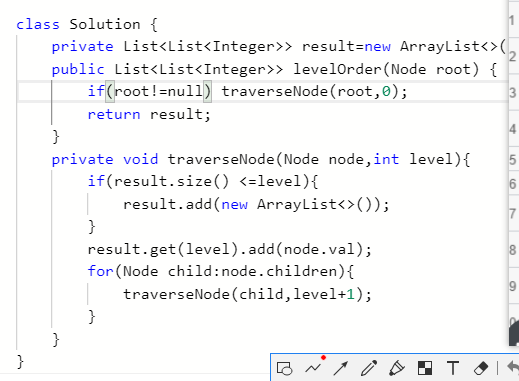 class Solution {
    private List<List<Integer>> result=new ArrayList<>(
    public List<List<Integer>> levelOrder(Node root) {
        if(root!=null) traverseNode(root,0);
        return result;
    }
    private void traverseNode(Node node,int level){
        if(result.size() <=level){
            result.add(new ArrayList<>());
        }
        result.get(level).add(node.val);
        for(Node child:node.children){
            traverseNode(child,level+1);
        }
    }
}
1
2
3
4
5
6
7
8
9
T